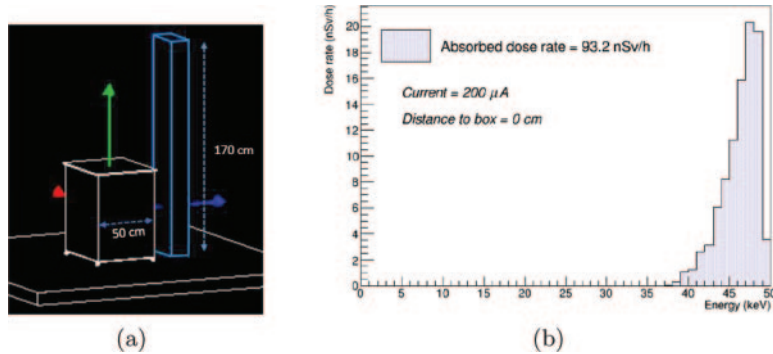 170 cm
50 cm
(a)
Dose rate (nSv/h)
20
18
16
14
12
10
8
6
4
2
0
Absorbed dose rate = 93.2 nSv/h
Current = 200 μA
Distance to box = 0 cm
0 5 10 15 20 25 30 35 40 45 50
Energy (keV)
(b)